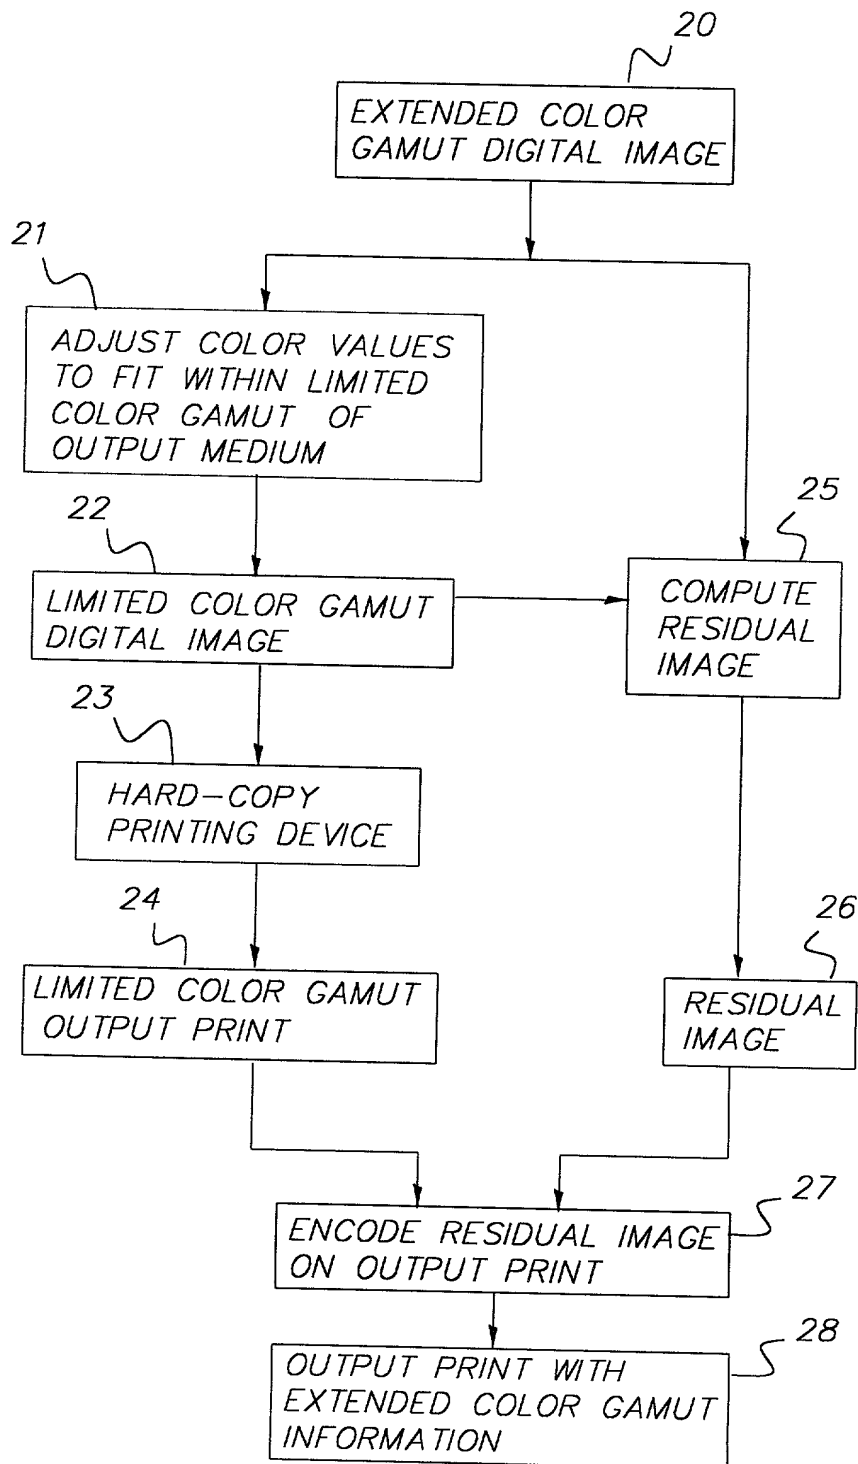 20
EXTENDED COLOR
GAMUT DIGITAL IMAGE
21
ADJUST COLOR VALUES
TO FIT WITHIN LIMITED
COLOR GAMUT OF
OUTPUT MEDIUM
22
LIMITED COLOR GAMUT
DIGITAL IMAGE
25
COMPUTE
RESIDUAL
IMAGE
23
HARD-COPY
PRINTING DEVICE
24
LIMITED COLOR GAMUT
OUTPUT PRINT
26
RESIDUAL
IMAGE
27
ENCODE RESIDUAL IMAGE
ON OUTPUT PRINT
28
OUTPUT PRINT WITH
EXTENDED COLOR GAMUT
INFORMATION